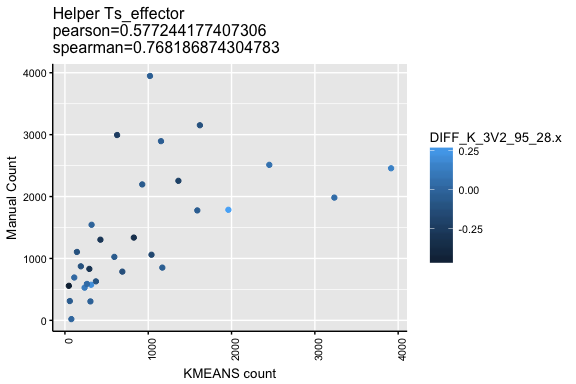 Helper Ts_effector
pearson=0.577244177407306
spearman=0.768186874304783
4000
3000
2000
1000
0
Manual Count
0
1000
2000
3000
4000
KMEANS count
DIFF_K_3V2_95_28.x
0.25
0.00
-0.25